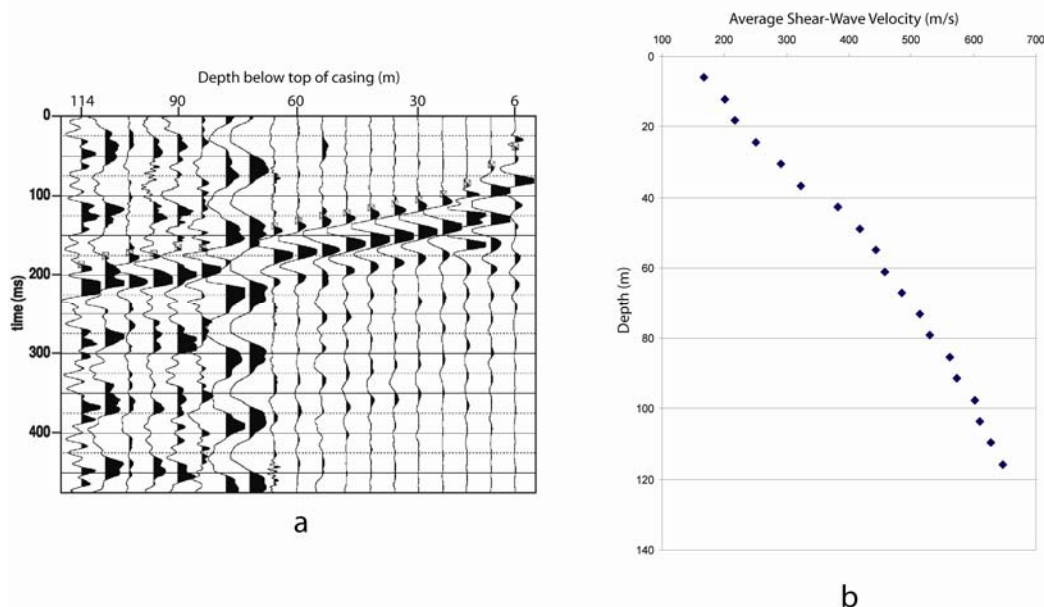 Depth below top of casing (m)
114 90 60 30 6
0
100
200
300
400
time (ms)
a
Average Shear-Wave Velocity (m/s)
100 200 300 400 500 600 700
0
20
40
60
80
100
120
140
Depth (m)
b